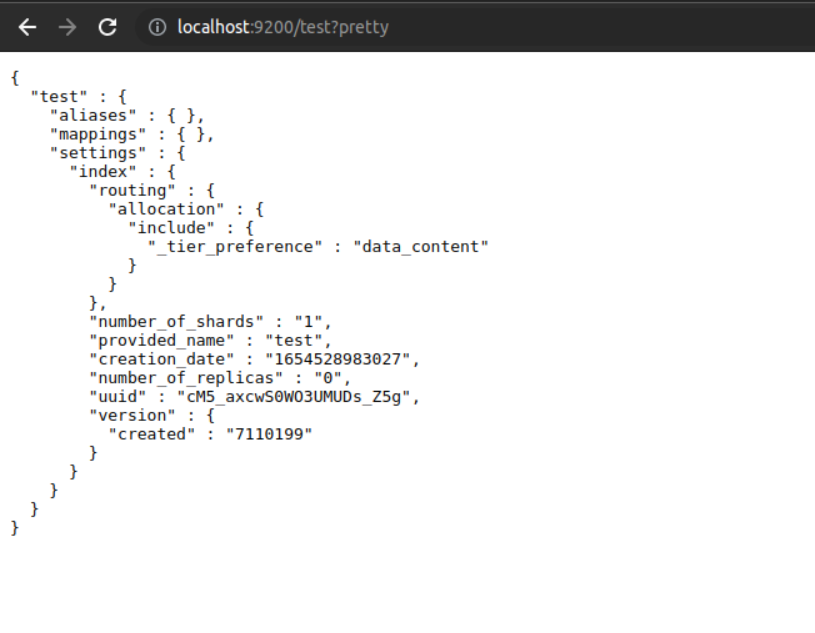 localhost:9200/test?pretty
{
  "test" : {
    "aliases" : { },
    "mappings" : { },
    "settings" : {
      "index" : {
        "routing" : {
          "allocation" : {
            "include" : {
              "_tier_preference" : "data_content"
            }
          }
        },
        "number_of_shards" : "1",
        "provided_name" : "test",
        "creation_date" : "1654528983027",
        "number_of_replicas" : "0",
        "uuid" : "cM5_axcwS0WO3UMUDs_Z5g",
        "version" : {
          "created" : "7110199"
        }
      }
    }
  }
}